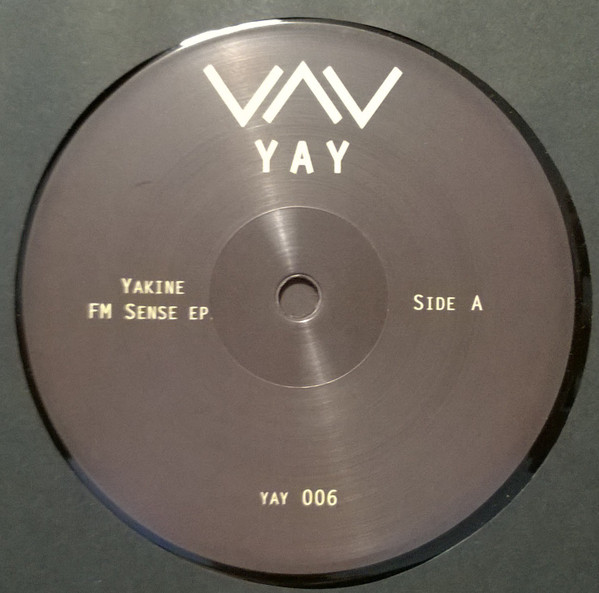 YAY
YAKINE
FM SENSE EP.
SIDE A
YAY 006